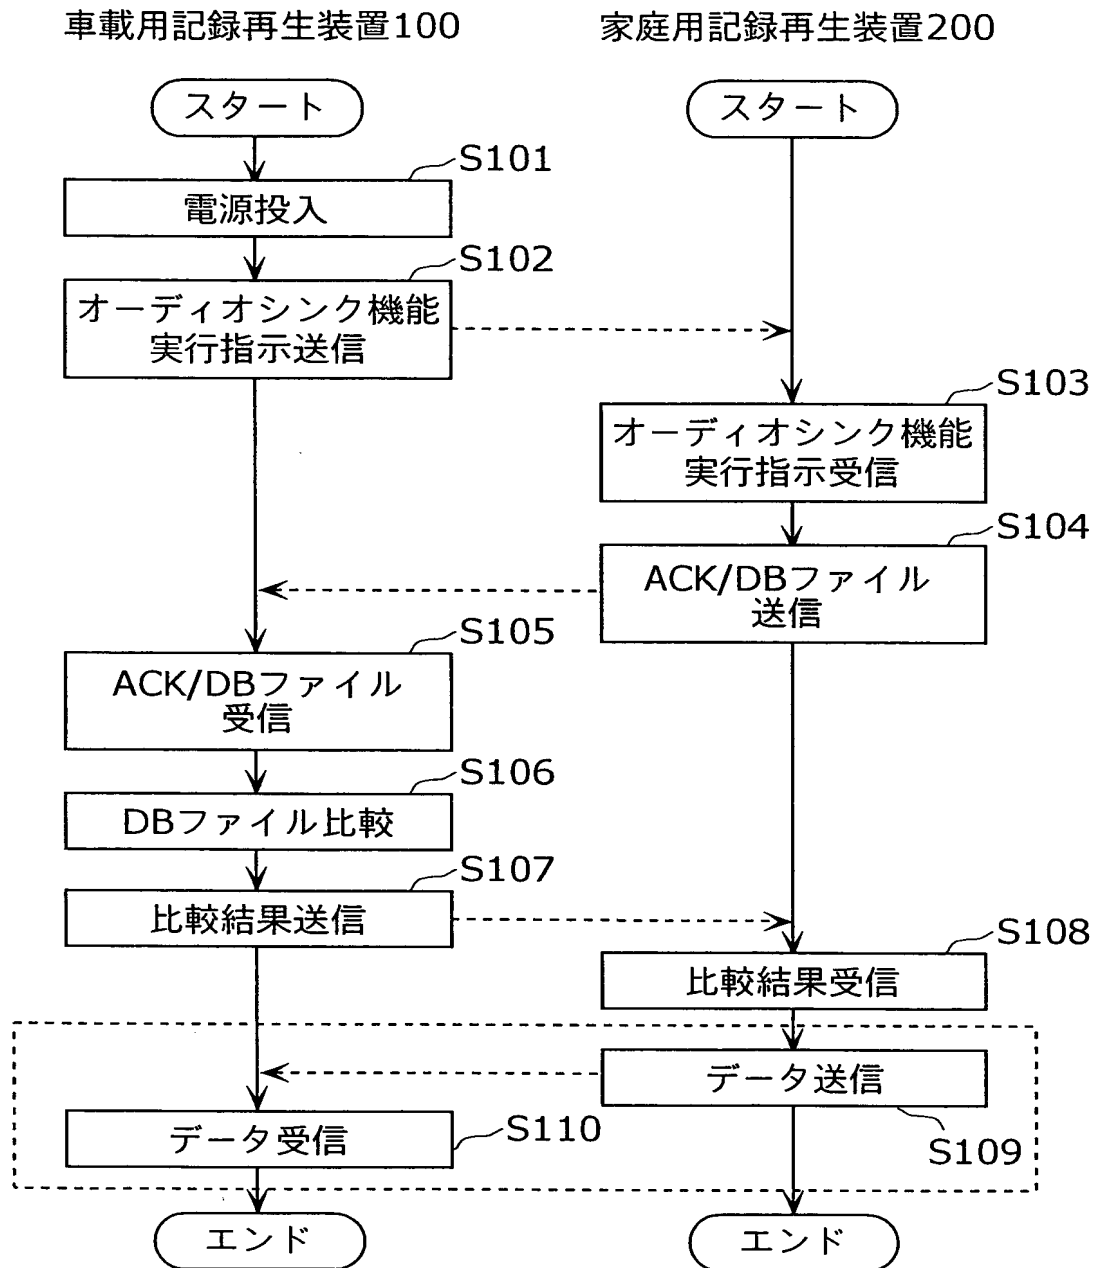 車載用記録再生装置100
家庭用記録再生装置200
スタート
スタート
S101
電源投入
S102
オーディオシンク機能
実行指示送信
S103
オーディオシンク機能
実行指示受信
S104
ACK/DBファイル
送信
S105
ACK/DBファイル
受信
S106
DBファイル比較
S107
比較結果送信
S108
比較結果受信
データ送信
S109
データ受信
S110
エンド
エンド